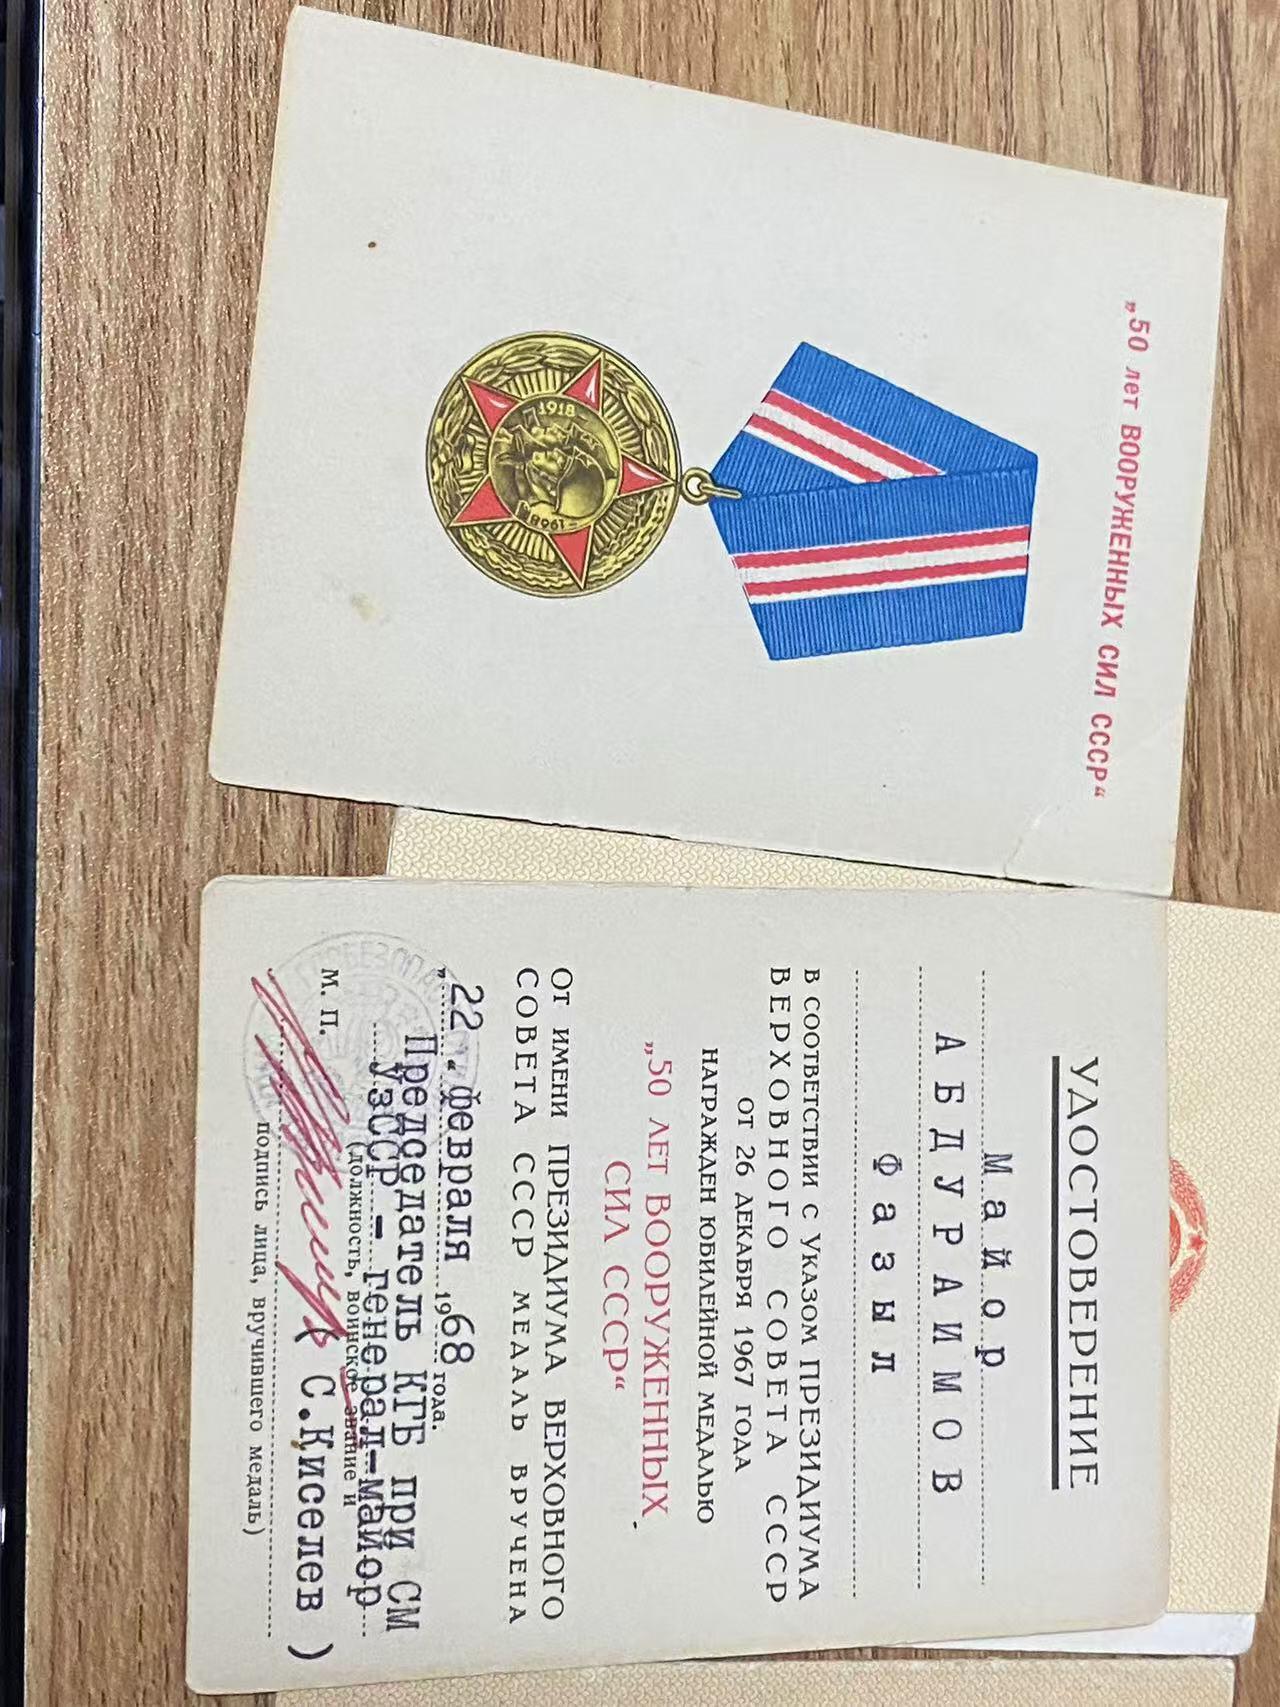 „50 лет ВООРУЖЕННЫХ СИЛ СССР“
1918
1968
УДОСТОВЕРЕНИЕ
Майор
АБДУРАИМОВ
Фазыл
В СООТВЕТСТВИИ С УКАЗОМ ПРЕЗИДИУМА
ВЕРХОВНОГО СОВЕТА СССР
ОТ 26 ДЕКАБРЯ 1967 ГОДА
НАГРАЖДЕН ЮБИЛЕЙНОЙ МЕДАЛЬЮ
„50 ЛЕТ ВООРУЖЕННЫХ
СИЛ СССР“
ОТ ИМЕНИ ПРЕЗИДИУМА ВЕРХОВНОГО
СОВЕТА СССР МЕДАЛЬ ВРУЧЕНА
„22“ февраля 1968 года.
Председатель КГБ при СМ
УзССР - генерал-майор
М. П.
(должность, воинское звание и
( С.Киселев )
подпись лица, вручившего медаль)